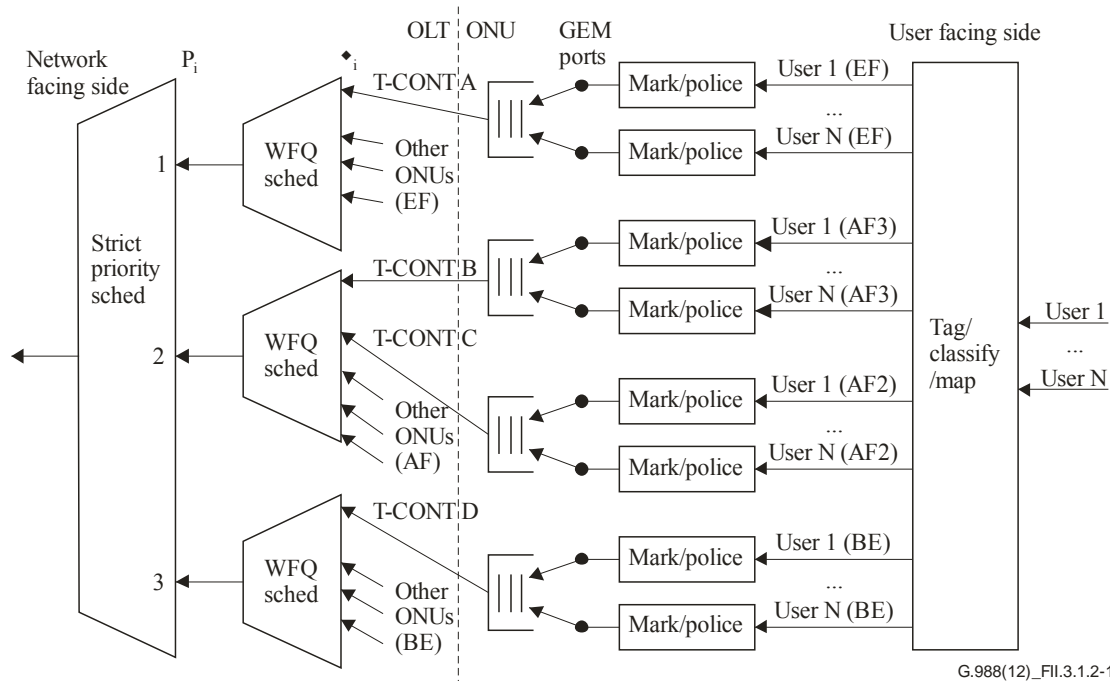 OLT
ONU
GEM
ports
User facing side
Network
facing side
P i
◆ i
T-CONT A
Mark/police
User 1 (EF)
...
Mark/police
User N (EF)
1
WFQ
sched
Other
ONUs
(EF)
Strict
priority
sched
T-CONT B
Mark/police
User 1 (AF3)
...
Mark/police
User N (AF3)
2
WFQ
sched
T-CONT C
Other
ONUs
(AF)
Mark/police
User 1 (AF2)
...
Mark/police
User N (AF2)
Tag/
classify
/map
User 1
...
User N
T-CONT D
3
WFQ
sched
Other
ONUs
(BE)
Mark/police
User 1 (BE)
...
Mark/police
User N (BE)
G.988(12)_FII.3.1.2-1